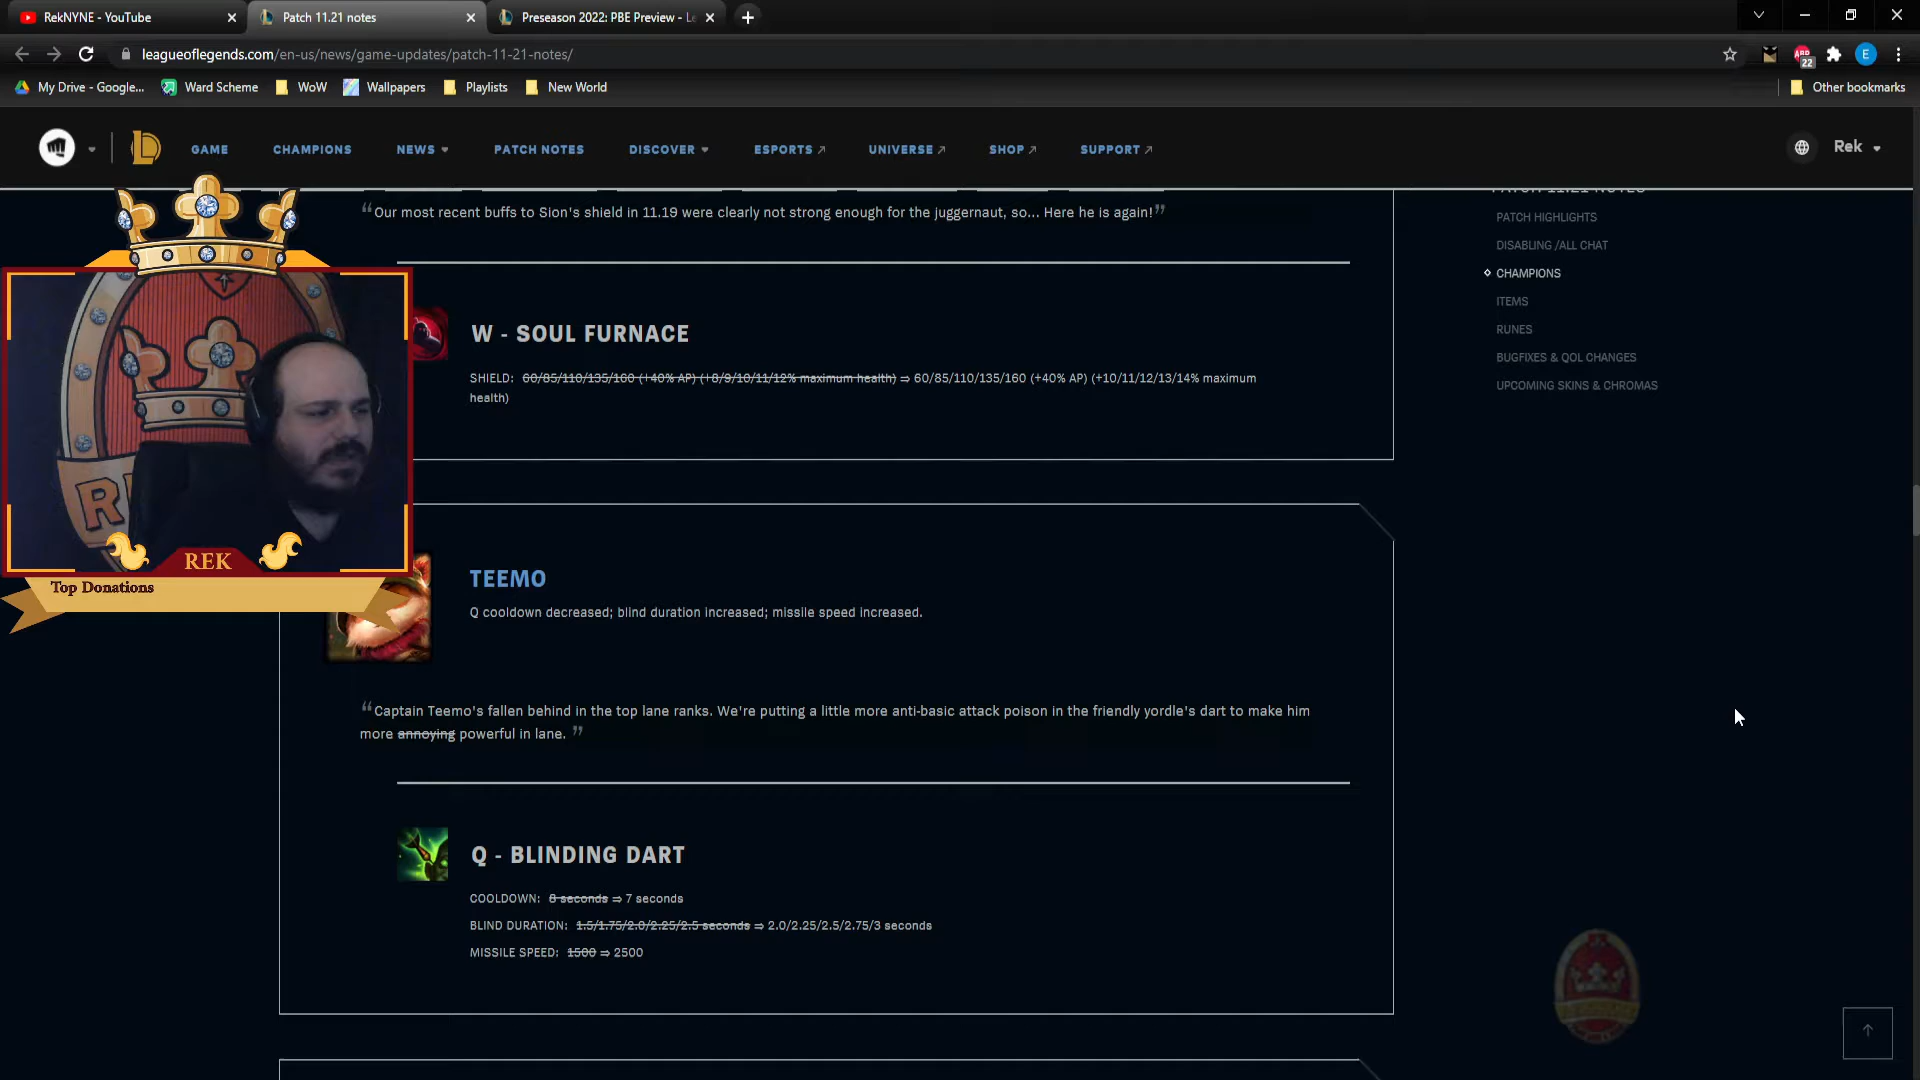 RekNYNE - YouTube
Patch 11.21 notes
Preseason 2022: PBE Preview - Le
leagueoflegends.com/en-us/news/game-updates/patch-11-21-notes/
ABP
22
E
My Drive - Google...
Ward Scheme
WoW
Wallpapers
Playlists
New World
Other bookmarks
GAME
CHAMPIONS
NEWS
PATCH NOTES
DISCOVER
ESPORTS
UNIVERSE
SHOP
SUPPORT
Rek
PATCH 11.21 NOTES
PATCH HIGHLIGHTS
DISABLING /ALL CHAT
CHAMPIONS
ITEMS
RUNES
BUGFIXES & QOL CHANGES
UPCOMING SKINS & CHROMAS
“Our most recent buffs to Sion's shield in 11.19 were clearly not strong enough for the juggernaut, so... Here he is again!”
W - SOUL FURNACE
SHIELD: 60/85/110/135/160 (+40% AP) (+8/9/10/11/12% maximum health) ⇒ 60/85/110/135/160 (+40% AP) (+10/11/12/13/14% maximum
health)
REK
Top Donations
TEEMO
Q cooldown decreased; blind duration increased; missile speed increased.
“Captain Teemo's fallen behind in the top lane ranks. We're putting a little more anti-basic attack poison in the friendly yordle's dart to make him
more annoying powerful in lane. ”
Q - BLINDING DART
COOLDOWN: 8 seconds ⇒ 7 seconds
BLIND DURATION: 1.5/1.75/2.0/2.25/2.5 seconds ⇒ 2.0/2.25/2.5/2.75/3 seconds
MISSILE SPEED: 1500 ⇒ 2500